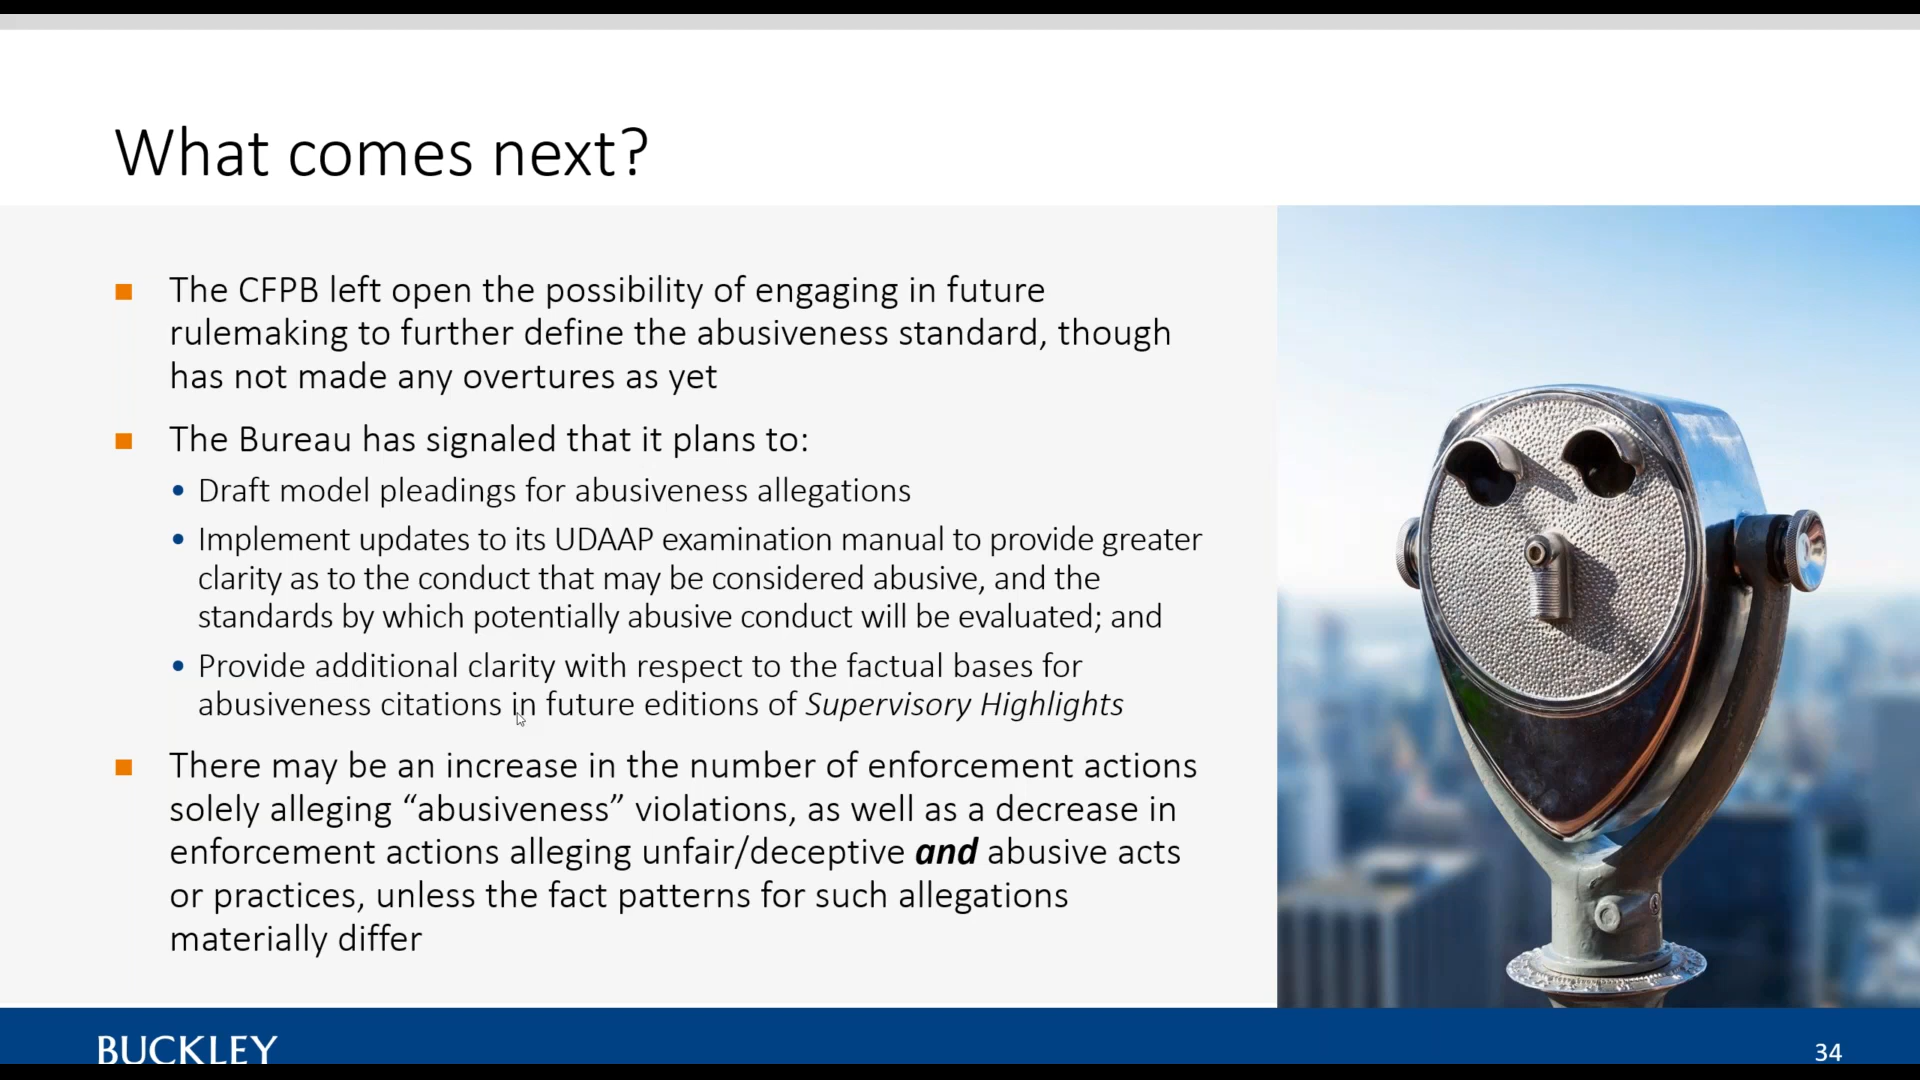 What comes next?
The CFPB left open the possibility of engaging in future
rulemaking to further define the abusiveness standard, though
has not made any overtures as yet
The Bureau has signaled that it plans to:
• Draft model pleadings for abusiveness allegations
• Implement updates to its UDAAP examination manual to provide greater
clarity as to the conduct that may be considered abusive, and the
standards by which potentially abusive conduct will be evaluated; and
• Provide additional clarity with respect to the factual bases for
abusiveness citations in future editions of Supervisory Highlights
There may be an increase in the number of enforcement actions
solely alleging “abusiveness” violations, as well as a decrease in
enforcement actions alleging unfair/deceptive and abusive acts
or practices, unless the fact patterns for such allegations
materially differ
BUCKLEY
34